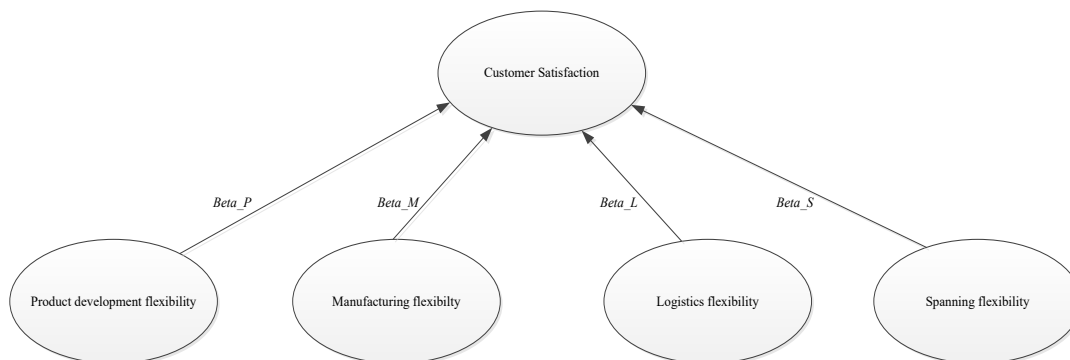 Customer Satisfaction
Beta_P
Beta_M
Beta_L
Beta_S
Product development flexibility
Manufacturing flexibilty
Logistics flexibility
Spanning flexibility